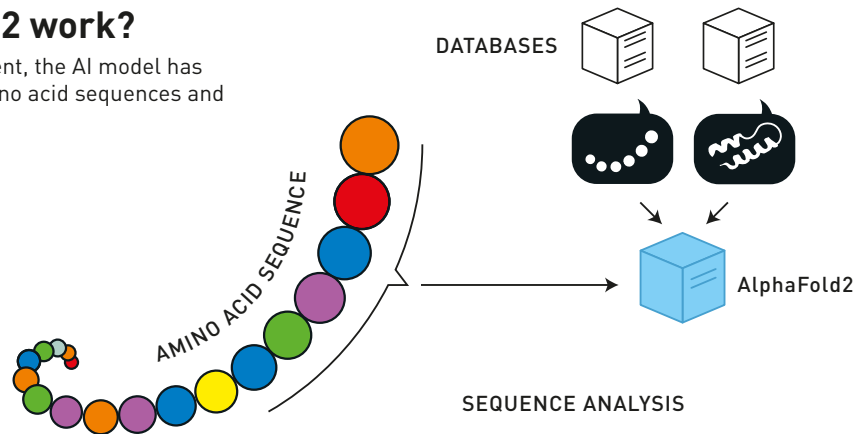 2 work?
ent, the AI model has
no acid sequences and
DATABASES
AMINO ACID SEQUENCE
AlphaFold2
SEQUENCE ANALYSIS